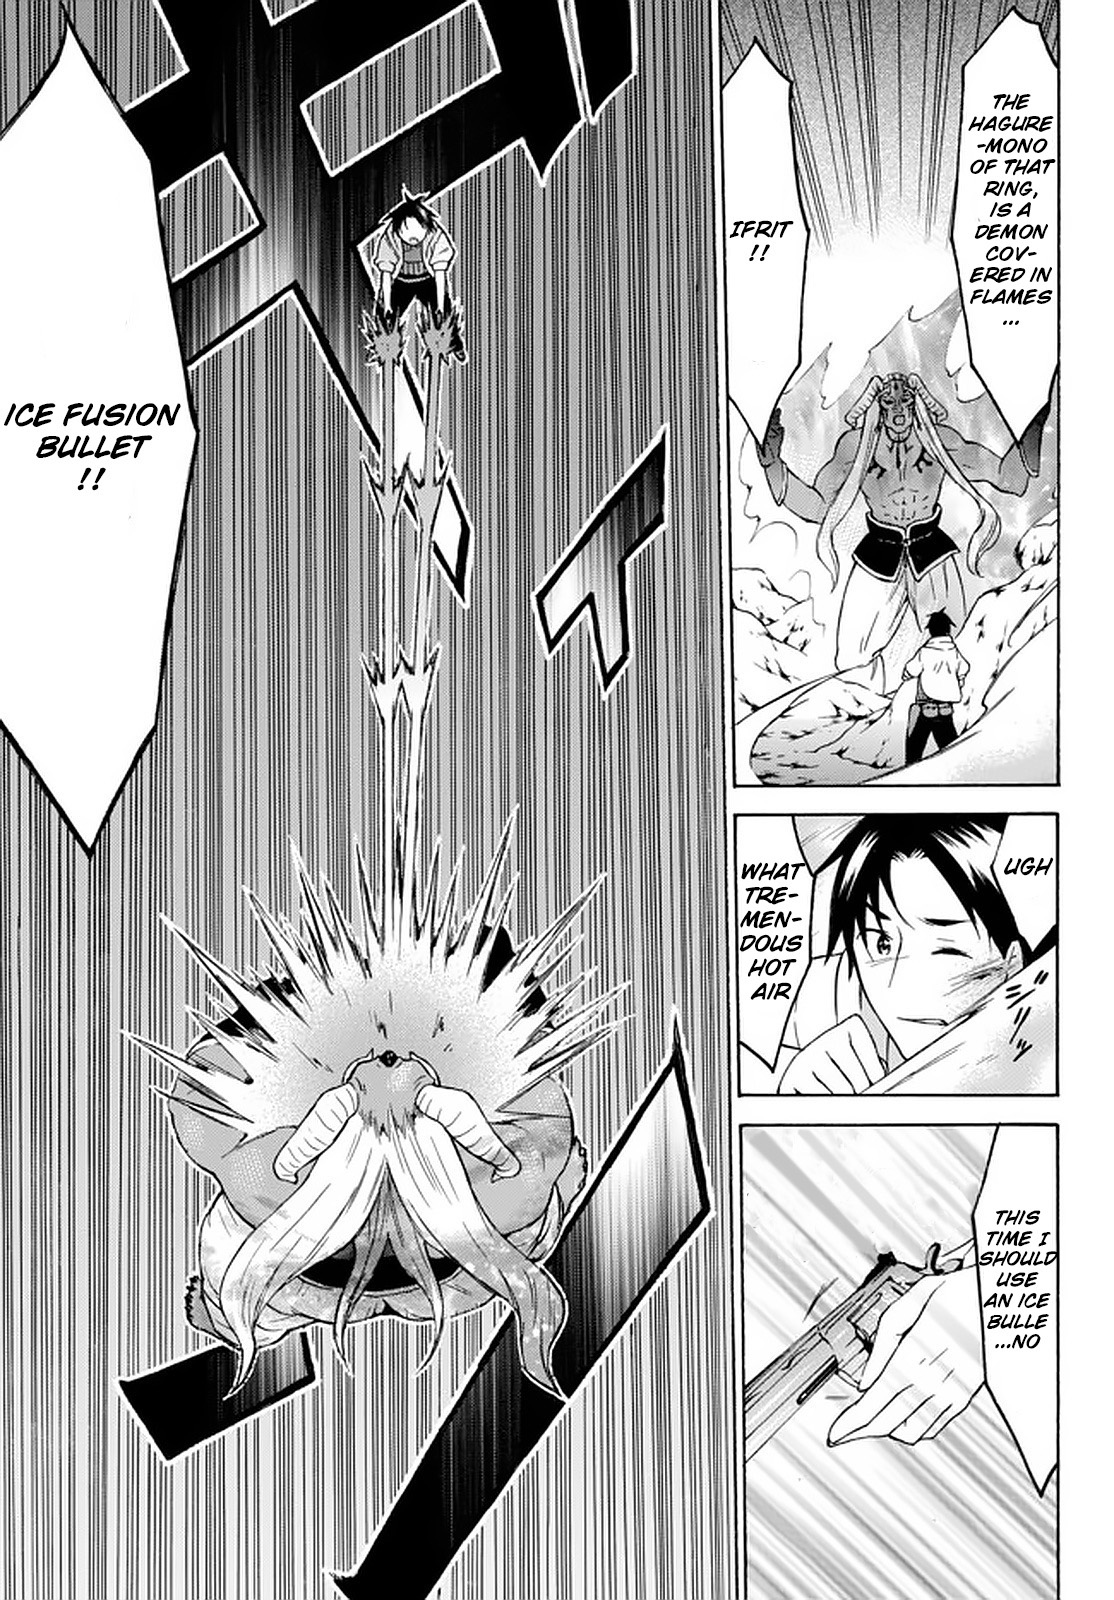 THE
HAGURE
-MONO
OF THAT
RING,
IS A
DEMON
COV-
ERED IN
FLAMES
...
IFRIT
!!
UGH
WHAT
TRE-
MEN-
DOUS
HOT
AIR
THIS
TIME I
SHOULD
USE
AN ICE
BULLE
...NO
ICE FUSION
BULLET
!!